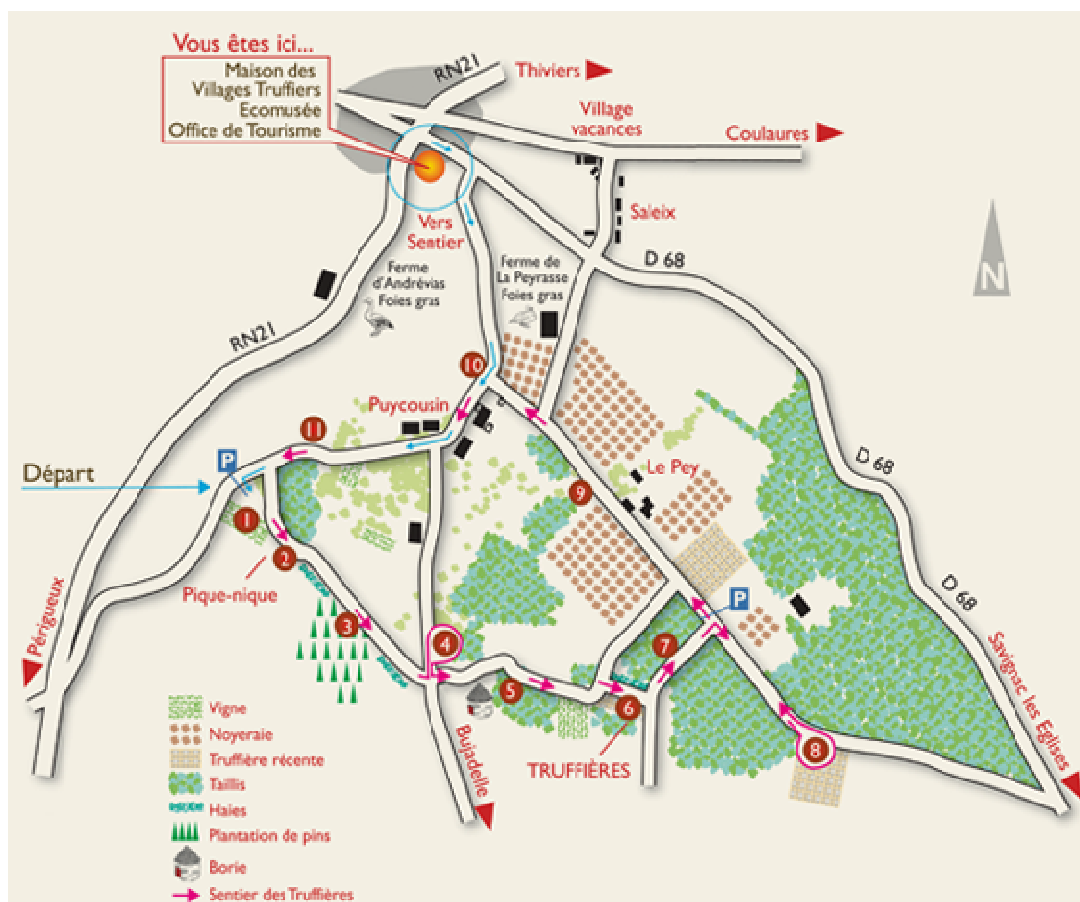 Vous êtes ici...
Maison des
Villages Truffiers
Ecomusée
Office de Tourisme
RN21
Thiviers
Village
vacances
Coulaures
Saleix
Vers
Sentier
D 68
Ferme
d'Andrévias
Foies gras
Ferme de
La Peyrasse
Foies gras
N
RN21
10
Puycousin
11
P
Départ
D 68
Le Pey
9
1
2
Pique-nique
P
D 68
3
4
7
Périgueux
5
6
8
Savignac les Eglises
TRUFFIÈRES
Bujadelle
Vigne
Noyeraie
Truffière récente
Taillis
Haies
Plantation de pins
Borie
Sentier des Truffières